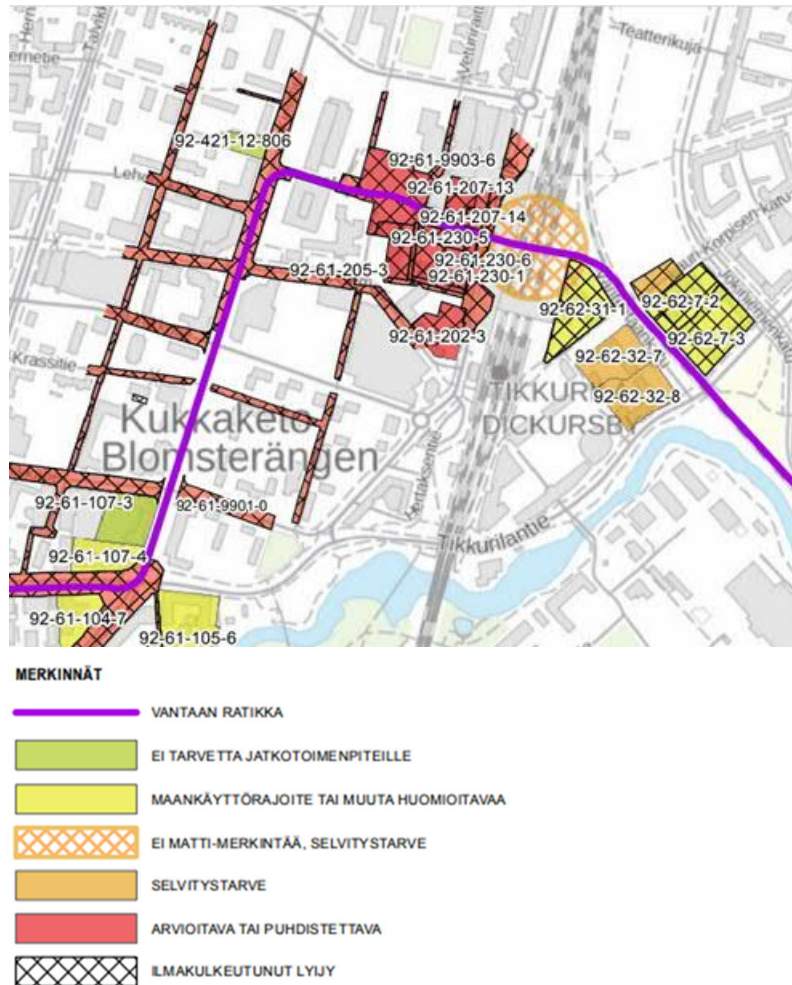 Teatterikuja
Vetunraitti
ernetie
92-421-12-806
92-61-9903-6
92-61-207-13
92-61-207-14
92-61-230-5
92-61-230-6
92-61-205-3
92-61-230-1
92-62-7-2
92-62-31-1
92-62-7-3
92-61-202-3
92-62-32-7
Krassitie
92-62-32-8
DICKURSBY
Kukkaketo
Blomsterängen
Kertaksentie
92-61-107-3
92-61-9901-0
Tikkurilantie
92-61-107-4
92-61-104-7
92-61-105-6
MERKINNÄT
VANTAAN RATIKKA
EI TARVETTA JATKOTOIMENPITEILLE
MAANKÄYTTÖRAJOITE TAI MUUTA HUOMIOITAVAA
EI MATTI-MERKINTÄÄ, SELVITYSTARVE
SELVITYSTARVE
ARVIOITAVA TAI PUHDISTETTAVA
ILMAKULKEUTUNUT LYIJY